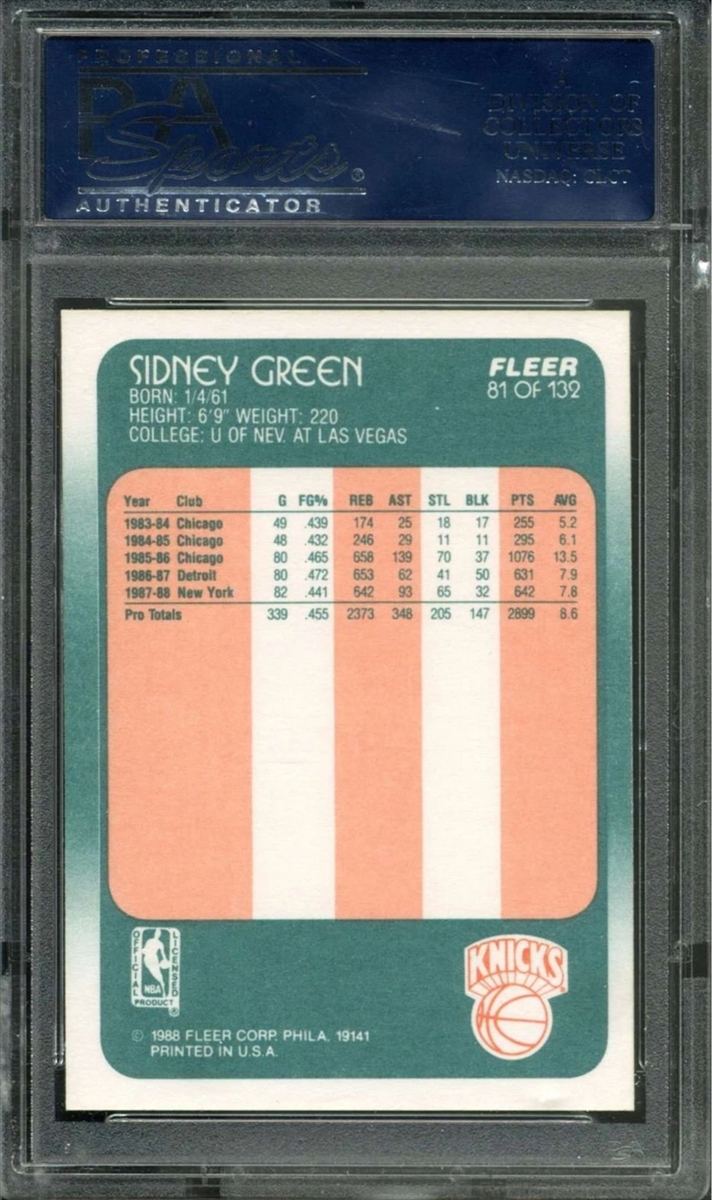 PROFESSIONAL
PSA
Sports®
AUTHENTICATOR
A
DIVISION OF
COLLECTORS
UNIVERSE
NASDAQ: CLCT
SIDNEY GREEN
BORN: 1/4/61
HEIGHT: 6'9" WEIGHT: 220
COLLEGE: U OF NEV. AT LAS VEGAS
FLEER
81 OF 132
Year Club G FG% REB AST STL BLK PTS AVG
1983-84 Chicago 49 .439 174 25 18 17 255 5.2
1984-85 Chicago 48 .432 246 29 11 11 295 6.1
1985-86 Chicago 80 .465 658 139 70 37 1076 13.5
1986-87 Detroit 80 .472 653 62 41 50 631 7.9
1987-88 New York 82 .441 642 93 65 32 642 7.8
Pro Totals 339 .455 2373 348 205 147 2899 8.6
OFFICIAL
LICENSED
NBA
PRODUCT®
KNICKS
© 1988 FLEER CORP. PHILA. 19141
PRINTED IN U.S.A.